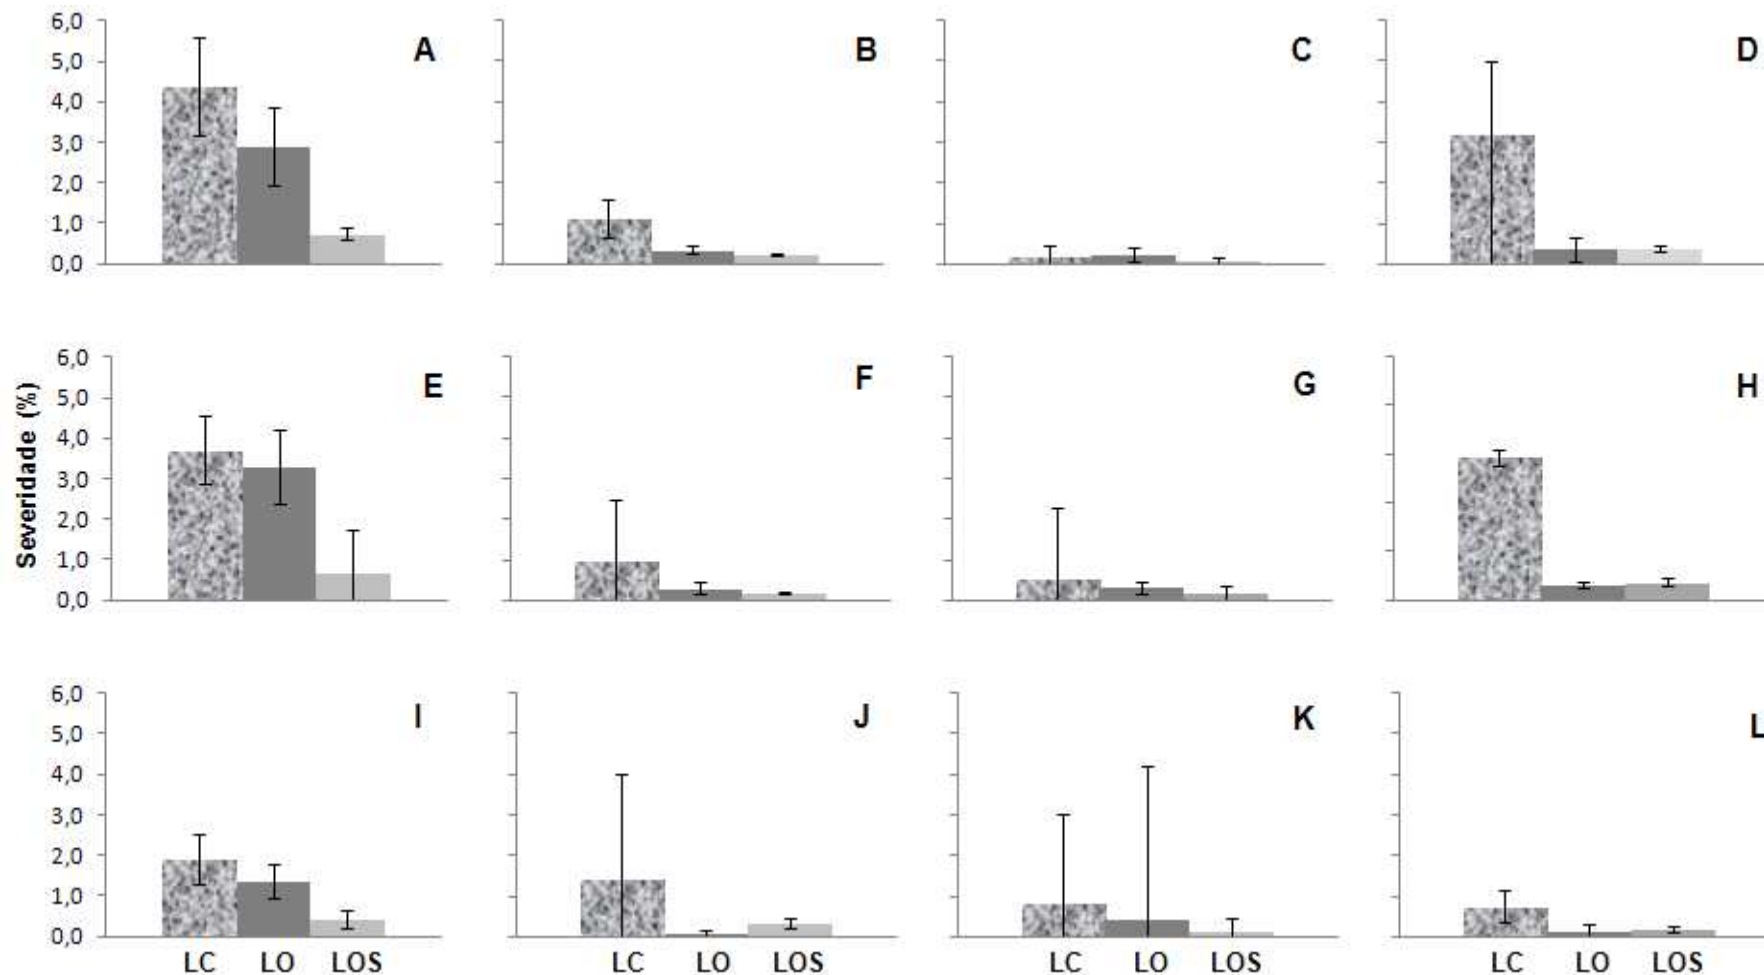 6,0
5,0
4,0
3,0
2,0
1,0
0,0
A
B
C
D
Severidade (%)
6,0
5,0
4,0
3,0
2,0
1,0
0,0
E
F
G
H
6,0
5,0
4,0
3,0
2,0
1,0
0,0
I
J
K
L
LC LO LOS
LC LO LOS
LC LO LOS
LC LO LOS